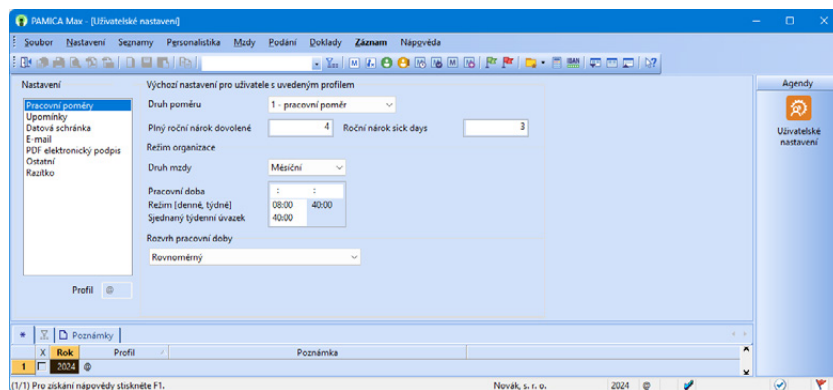 PAMICA Max - [Uživatelské nastavení]
Soubor Nastavení Seznamy Personalistika Mzdy Podání Doklady Záznam Nápověda
Nastavení
Pracovní poměry
Upomínky
Datová schránka
E-mail
PDF elektronický podpis
Ostatní
Razítko
Profil @
Výchozí nastavení pro uživatele s uvedeným profilem
Druh poměru 1 - pracovní poměr
Plný roční nárok dovolené 4 Roční nárok sick days 3
Režim organizace
Druh mzdy Měsíční
Pracovní doba : :
Režim [denně, týdně] 08:00 40:00
Sjednaný týdenní úvazek 40:00
Rozvrh pracovní doby
Rovnoměrný
Agendy
Uživatelské
nastavení
* Poznámky
X Rok Profil Poznámka
1 2024 @
(1/1) Pro získání nápovědy stiskněte F1. Novák, s. r. o. 2024 @